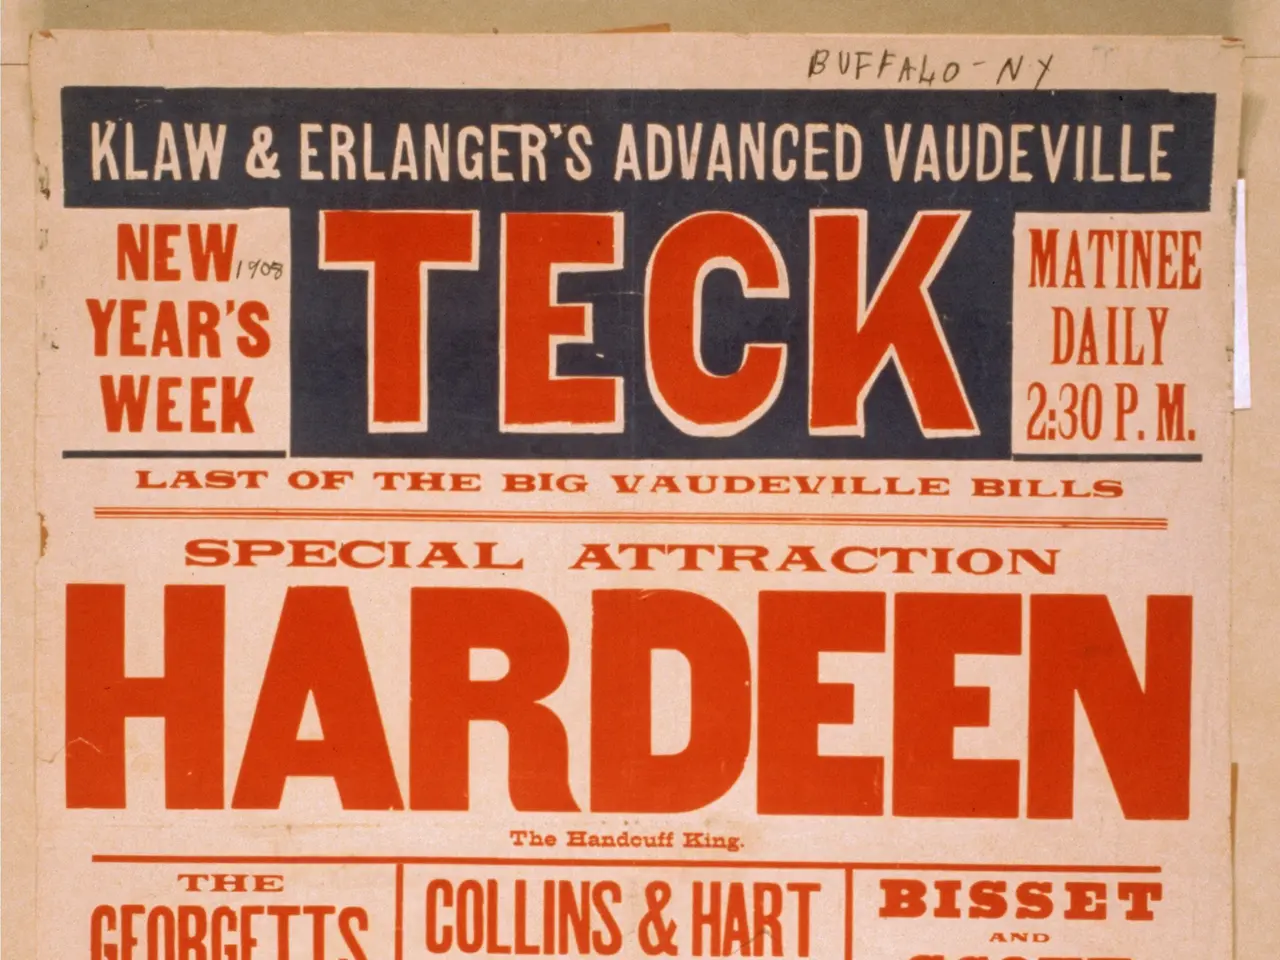 BUFFALO - NY
KLAW & ERLANGER'S ADVANCED VAUDEVILLE
NEW 1908
YEAR'S
WEEK
TECK
MATINEE
DAILY
2:30 P. M.
LAST OF THE BIG VAUDEVILLE BILLS
SPECIAL ATTRACTION
HARDEEN
The Handcuff King.
THE
GEORGETTS
COLLINS & HART
BISSET
AND